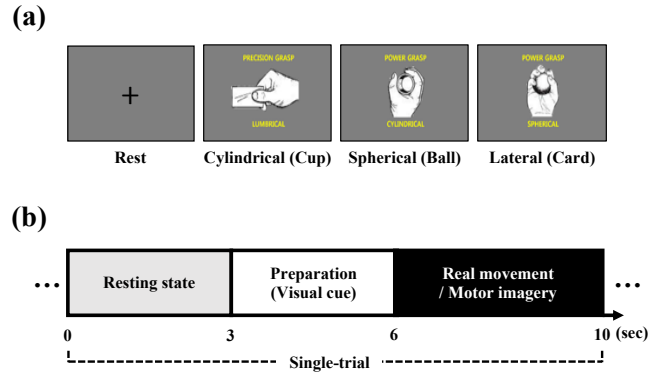 (a)
PRECISION GRASP
LUMBRICAL
POWER GRASP
CYLINDRICAL
POWER GRASP
SPHERICAL
Rest
Cylindrical (Cup)
Spherical (Ball)
Lateral (Card)
(b)
... Resting state
Preparation
(Visual cue)
Real movement
/ Motor imagery ...
0 3 6 10 (sec)
Single-trial